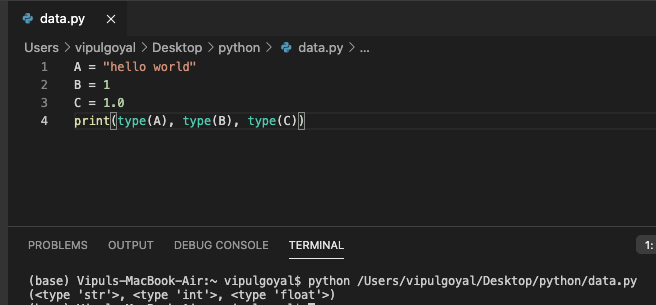 data.py ×
Users > vipulgoyal > Desktop > python > data.py > ...
1 A = "hello world"
2 B = 1
3 C = 1.0
4 print(type(A), type(B), type(C))
PROBLEMS OUTPUT DEBUG CONSOLE TERMINAL 1:
(base) Vipuls-MacBook-Air:~ vipulgoyal$ python /Users/vipulgoyal/Desktop/python/data.py
(<type 'str'>, <type 'int'>, <type 'float'>)